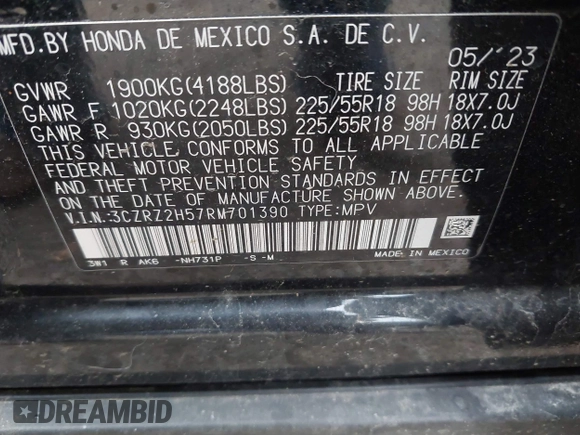 MFD.BY HONDA DE MEXICO S.A. DE C.V.
05/'23
GVWR 1900KG(4188LBS) TIRE SIZE RIM SIZE
GAWR F 1020KG(2248LBS) 225/55R18 98H 18X7.0J
GAWR R 930KG(2050LBS) 225/55R18 98H 18X7.0J
THIS VEHICLE CONFORMS TO ALL APPLICABLE
FEDERAL MOTOR VEHICLE SAFETY
AND THEFT PREVENTION STANDARDS IN EFFECT
ON THE DATE OF MANUFACTURE SHOWN ABOVE.
V.I.N.:3CZRZ2H57RM701390 TYPE:MPV
3W1 R AK6 -NH731P -S -M
MADE IN MEXICO
DREAMBID